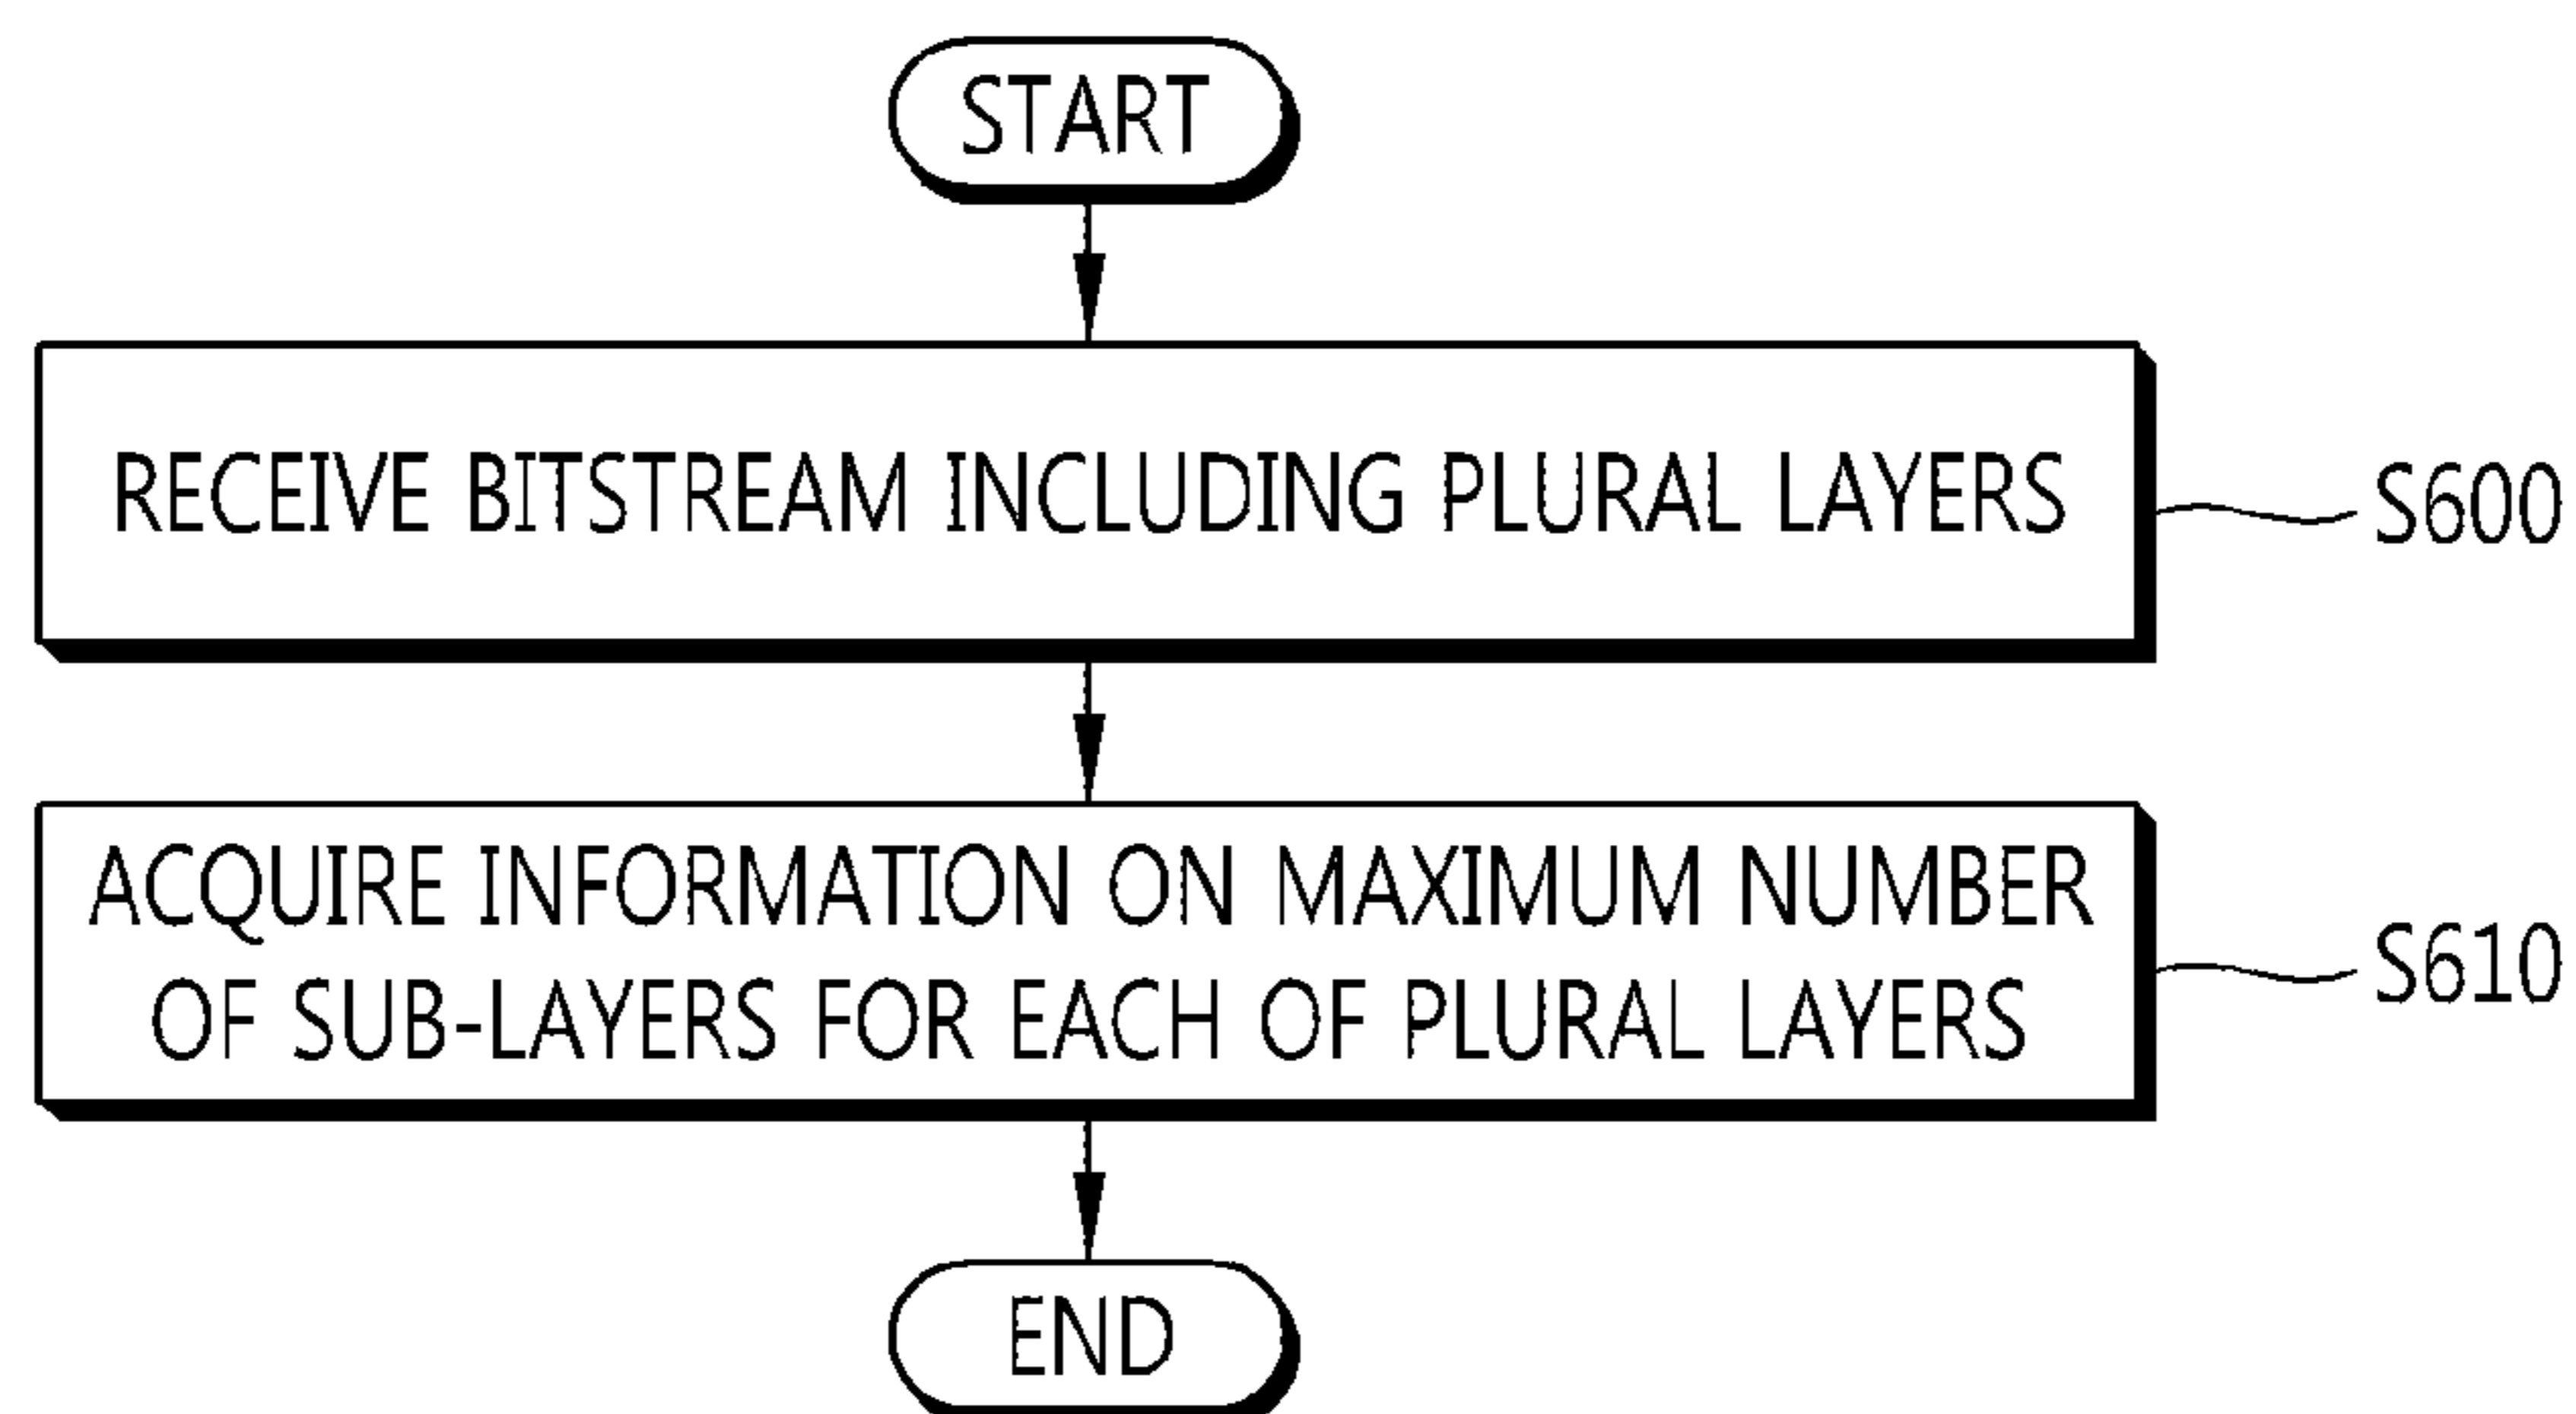 START
RECEIVE BITSTREAM INCLUDING PLURAL LAYERS
S600
ACQUIRE INFORMATION ON MAXIMUM NUMBER
OF SUB-LAYERS FOR EACH OF PLURAL LAYERS
S610
END